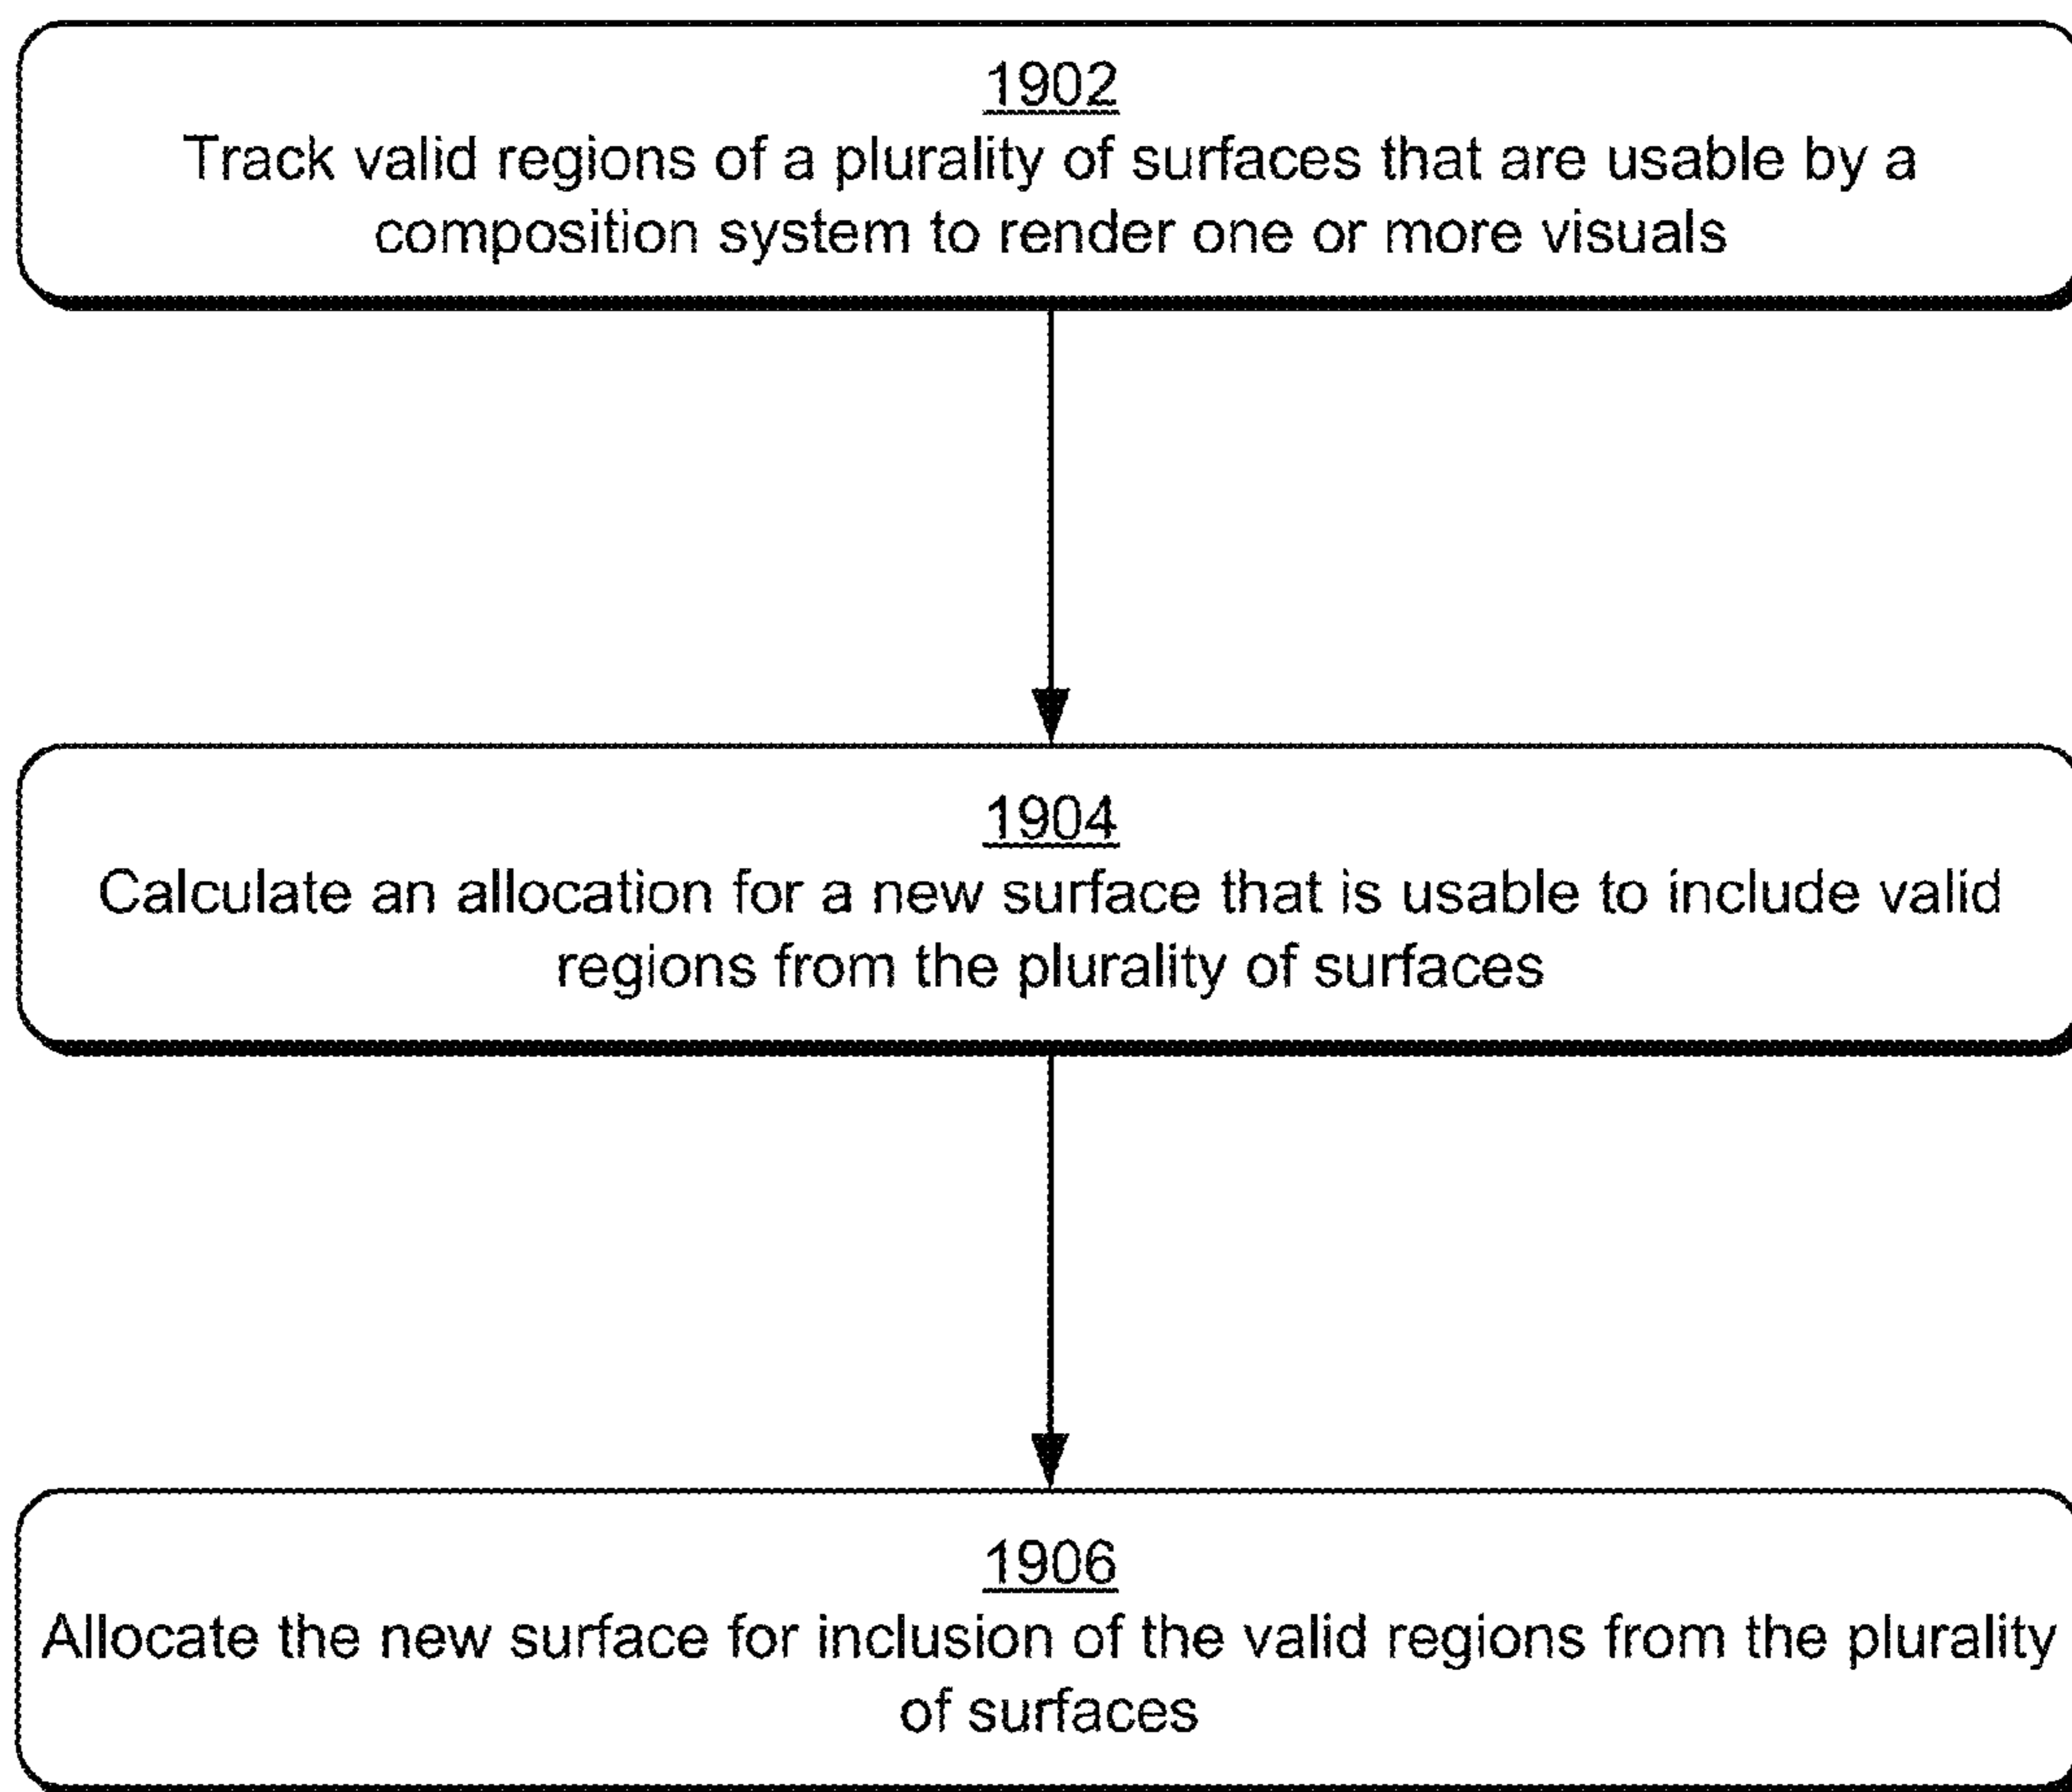 1902
Track valid regions of a plurality of surfaces that are usable by a
composition system to render one or more visuals
1904
Calculate an allocation for a new surface that is usable to include valid
regions from the plurality of surfaces
1906
Allocate the new surface for inclusion of the valid regions from the plurality
of surfaces